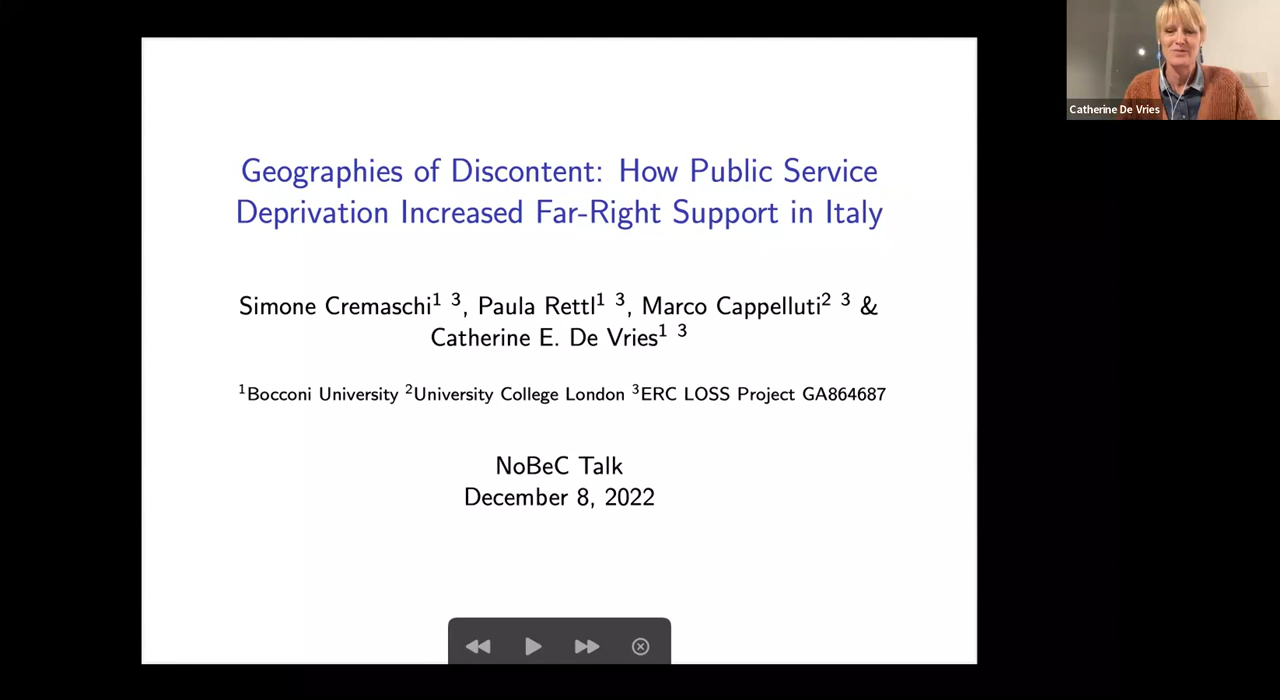 Geographies of Discontent: How Public Service
Deprivation Increased Far-Right Support in Italy
Simone Cremaschi¹ ³, Paula Rettl¹ ³, Marco Cappelluti² ³ &
Catherine E. De Vries¹ ³
¹Bocconi University ²University College London ³ERC LOSS Project GA864687
NoBeC Talk
December 8, 2022
Catherine De Vries